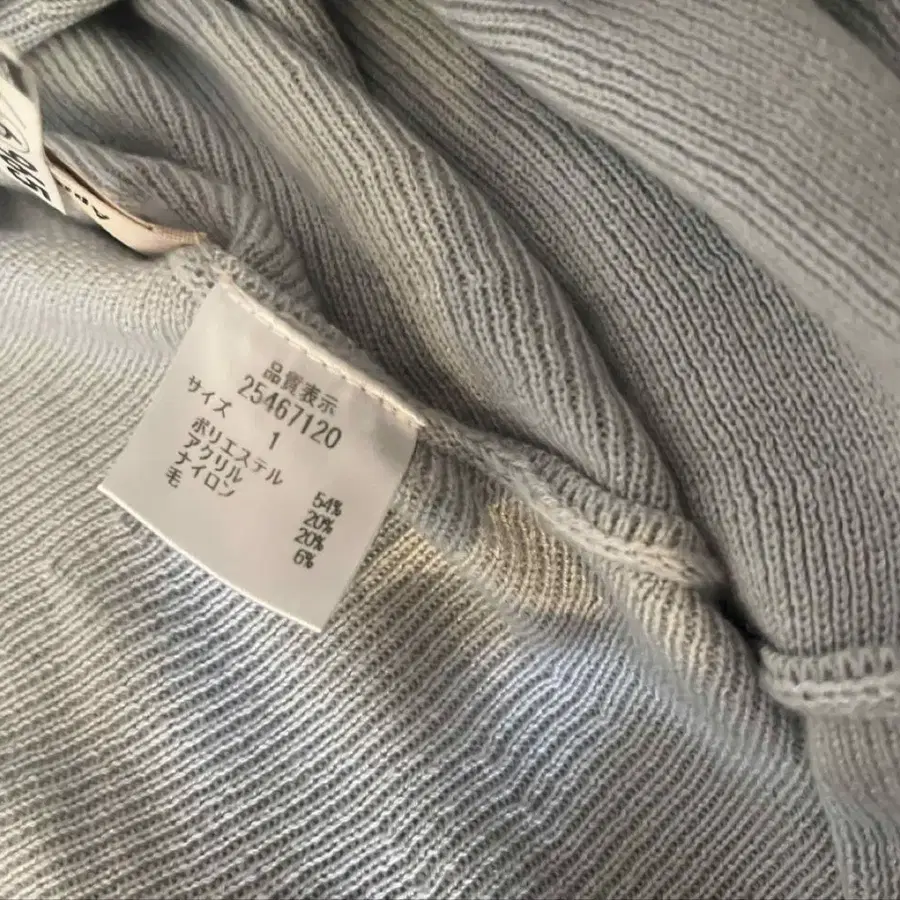 品質表示
25467120
サイズ 1
ポリエステル 54%
アクリル 20%
ナイロン 20%
毛 6%